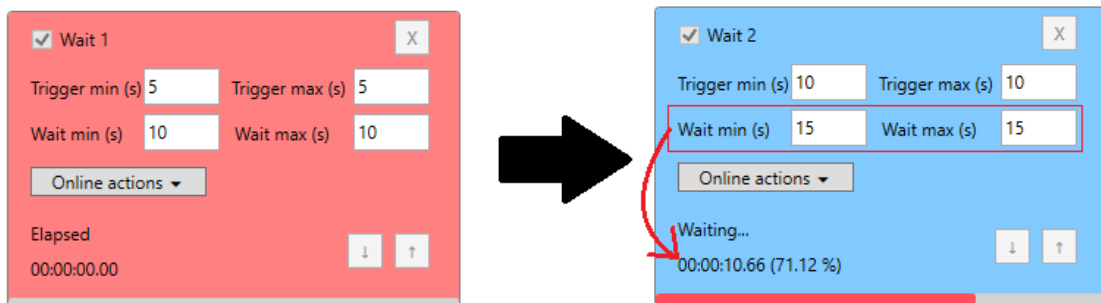 Wait 1 X
Trigger min (s) 5 Trigger max (s) 5
Wait min (s) 10 Wait max (s) 10
Online actions
Elapsed
↓ ↑
00:00:00.00
Wait 2 X
Trigger min (s) 10 Trigger max (s) 10
Wait min (s) 15 Wait max (s) 15
Online actions
Waiting...
↓ ↑
00:00:10.66 (71.12 %)